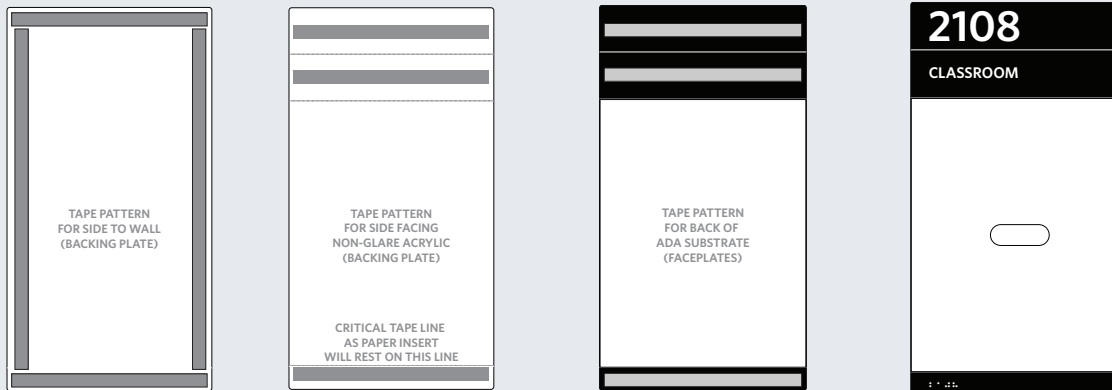 TAPE PATTERN
FOR SIDE TO WALL
(BACKING PLATE)
TAPE PATTERN
FOR SIDE FACING
NON-GLARE ACRYLIC
(BACKING PLATE)
CRITICAL TAPE LINE
AS PAPER INSERT
WILL REST ON THIS LINE
TAPE PATTERN
FOR BACK OF
ADA SUBSTRATE
(FACEPLATES)
2108
CLASSROOM